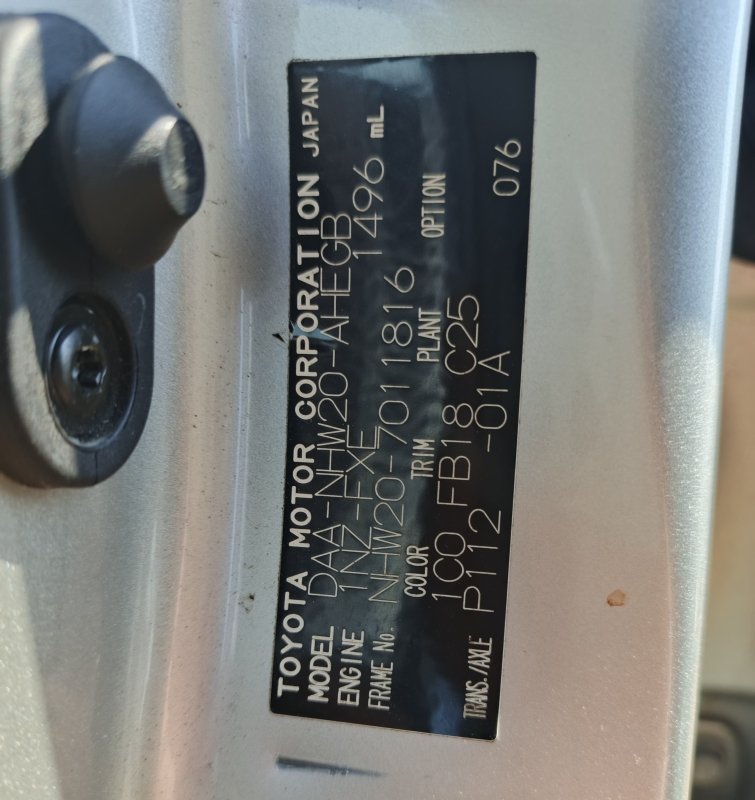 TOYOTA MOTOR CORPORATION JAPAN
MODEL DAA-NHW20-AHEGB
ENGINE 1NZ-FXE 1496 mL
FRAME No. NHW20-7011816
COLOR TRIM PLANT OPTION
1C0 FB18 C25
TRANS./AXLE P112 -01A 076